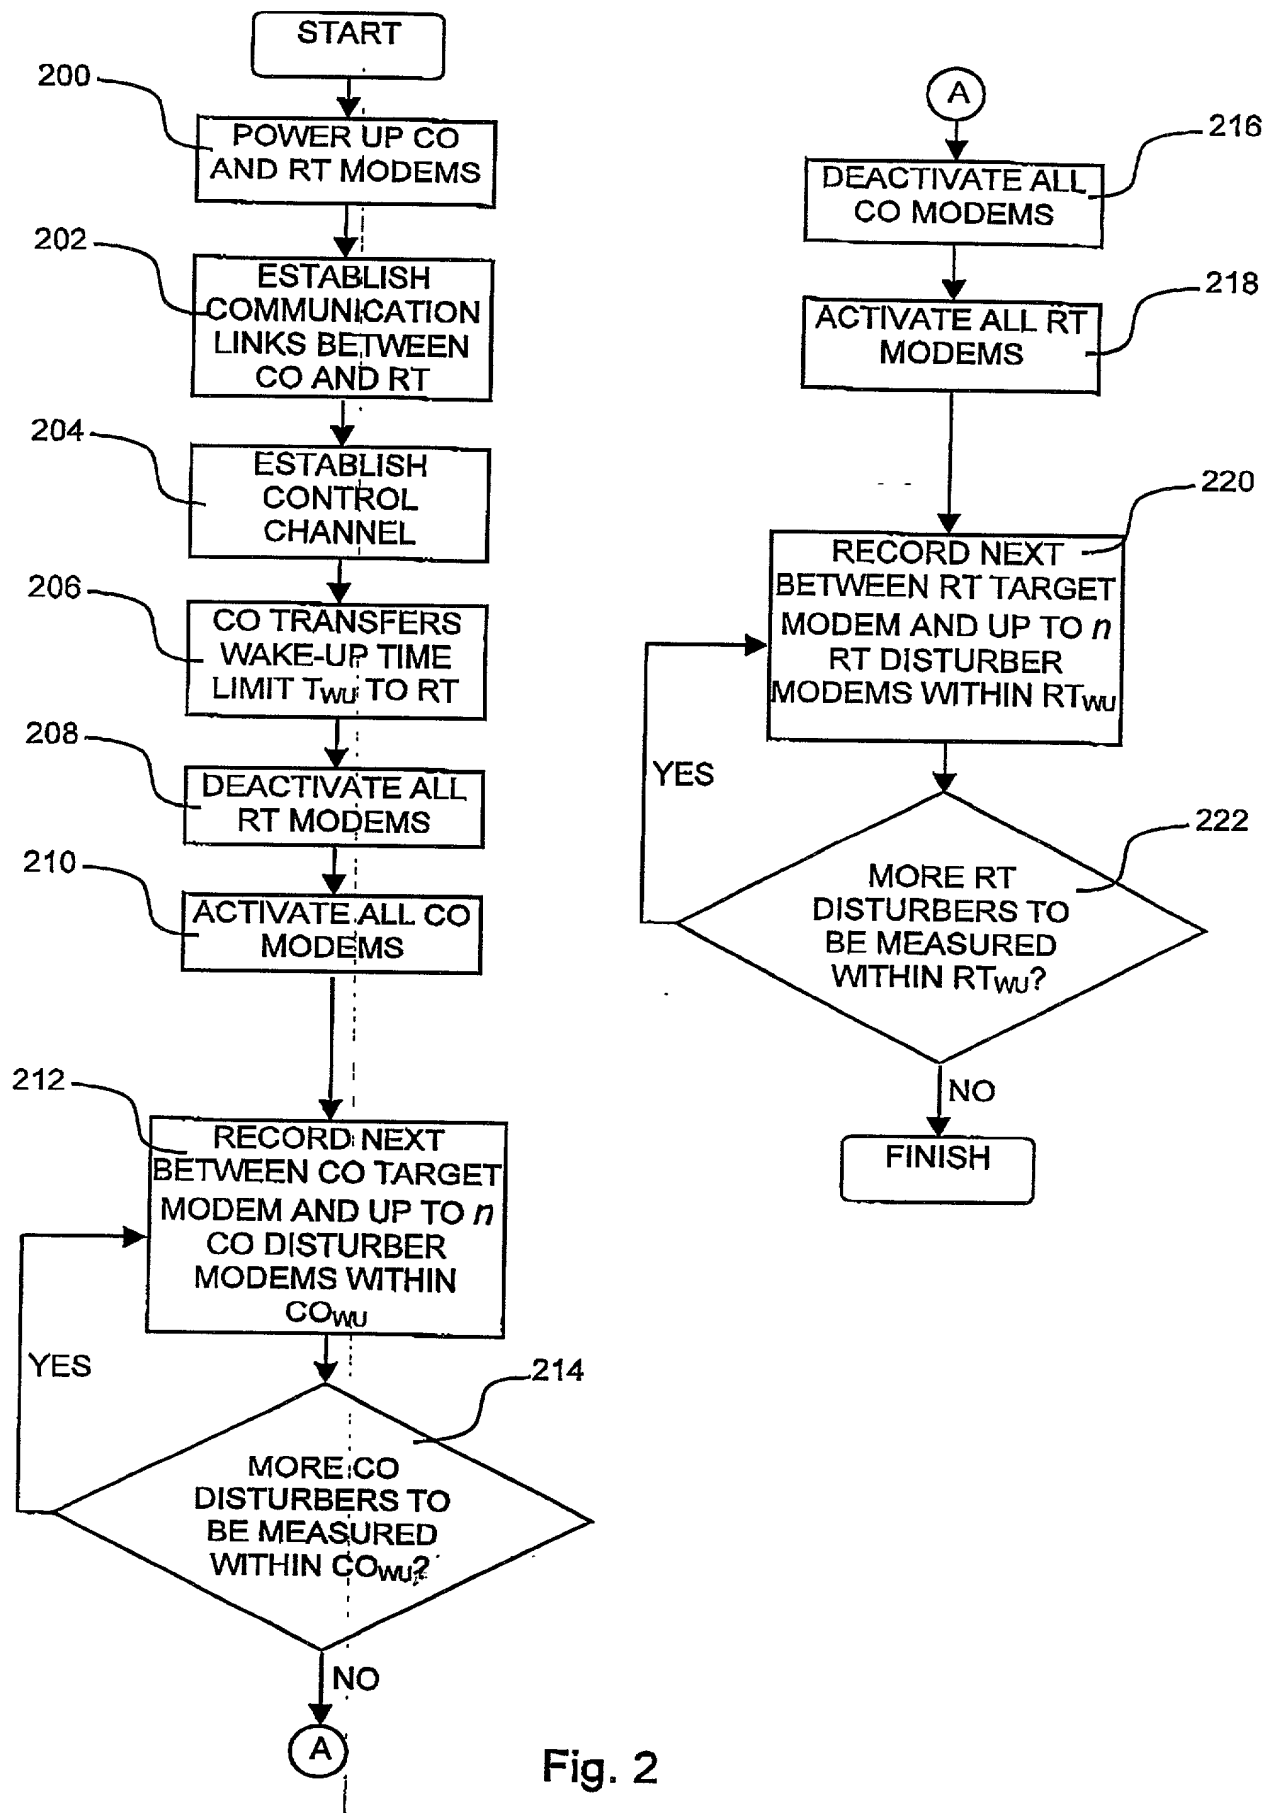 START
200
POWER UP CO
AND RT MODEMS
202
ESTABLISH
COMMUNICATION
LINKS BETWEEN
CO AND RT
204
ESTABLISH
CONTROL
CHANNEL
206
CO TRANSFERS
WAKE-UP TIME
LIMIT TWU TO RT
208
DEACTIVATE ALL
RT MODEMS
210
ACTIVATE ALL CO
MODEMS
212
RECORD NEXT
BETWEEN CO TARGET
MODEM AND UP TO n
CO DISTURBER
MODEMS WITHIN
COWU
YES
214
MORE CO
DISTURBERS TO
BE MEASURED
WITHIN COWU?
NO
A
A
216
DEACTIVATE ALL
CO MODEMS
218
ACTIVATE ALL RT
MODEMS
220
RECORD NEXT
BETWEEN RT TARGET
MODEM AND UP TO n
RT DISTURBER
MODEMS WITHIN RTWU
YES
222
MORE RT
DISTURBERS TO
BE MEASURED
WITHIN RTWU?
NO
FINISH
Fig. 2